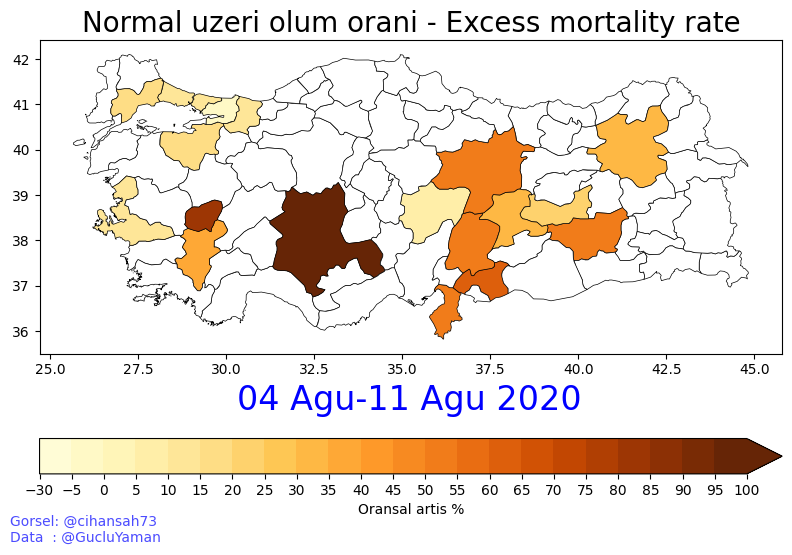 Normal uzeri olum orani - Excess mortality rate
42
41
40
39
38
37
36
25.0 27.5 30.0 32.5 35.0 37.5 40.0 42.5 45.0
04 Agu-11 Agu 2020
−30 −5 0 5 10 15 20 25 30 35 40 45 50 55 60 65 70 75 80 85 90 95 100
Oransal artis %
Gorsel: @cihansah73
Data : @GucluYaman